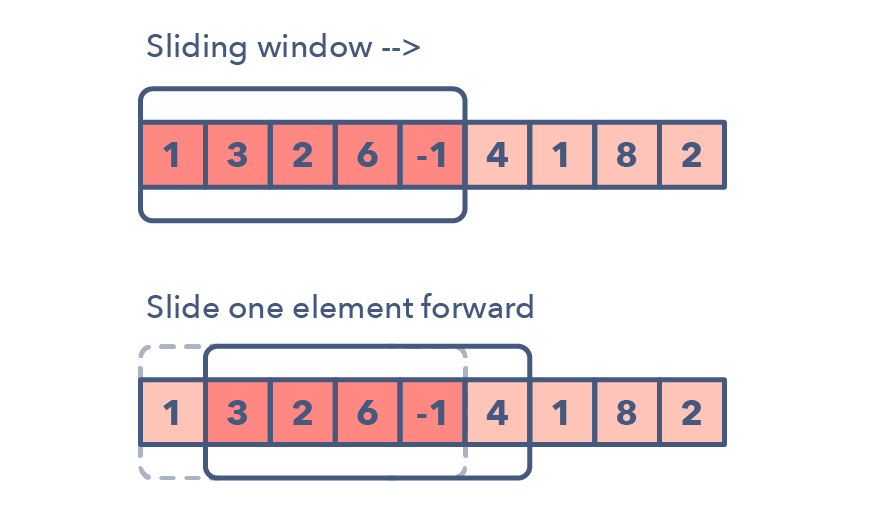 Sliding window -->
1 3 2 6 -1 4 1 8 2
Slide one element forward
1 3 2 6 -1 4 1 8 2